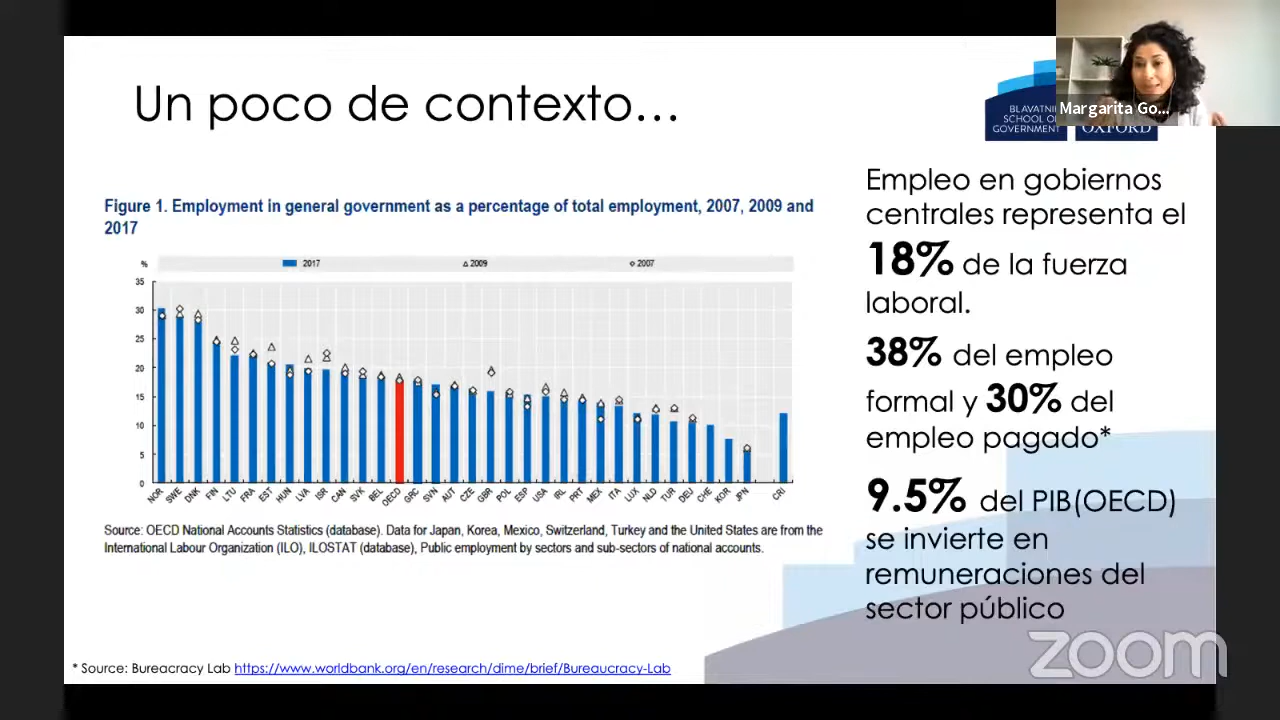 Un poco de contexto...
BLAVATNI
SCHOOL O
GOVERNMENT
OXFORD
Margarita Go...
Figure 1. Employment in general government as a percentage of total employment, 2007, 2009 and
2017
% 2017 2009 2007
35
30
25
20
15
10
5
0
NOR SWE DNK FIN LTU FRA EST HUN LVA ISR CAN SVK BEL OECD GRC SVN AUT CZE GBR POL ESP USA IRL PRT MEX ITA LUX NLD TUR DEU CHE KOR JPN CRI
Source: OECD National Accounts Statistics (database). Data for Japan, Korea, Mexico, Switzerland, Turkey and the United States are from the
International Labour Organization (ILO), ILOSTAT (database), Public employment by sectors and sub-sectors of national accounts.
Empleo en gobiernos
centrales representa el
18% de la fuerza
laboral.
38% del empleo
formal y 30% del
empleo pagado*
9.5% del PIB(OECD)
se invierte en
remuneraciones del
sector público
* Source: Bureacracy Lab https://www.worldbank.org/en/research/dime/brief/Bureaucracy-Lab
zoom